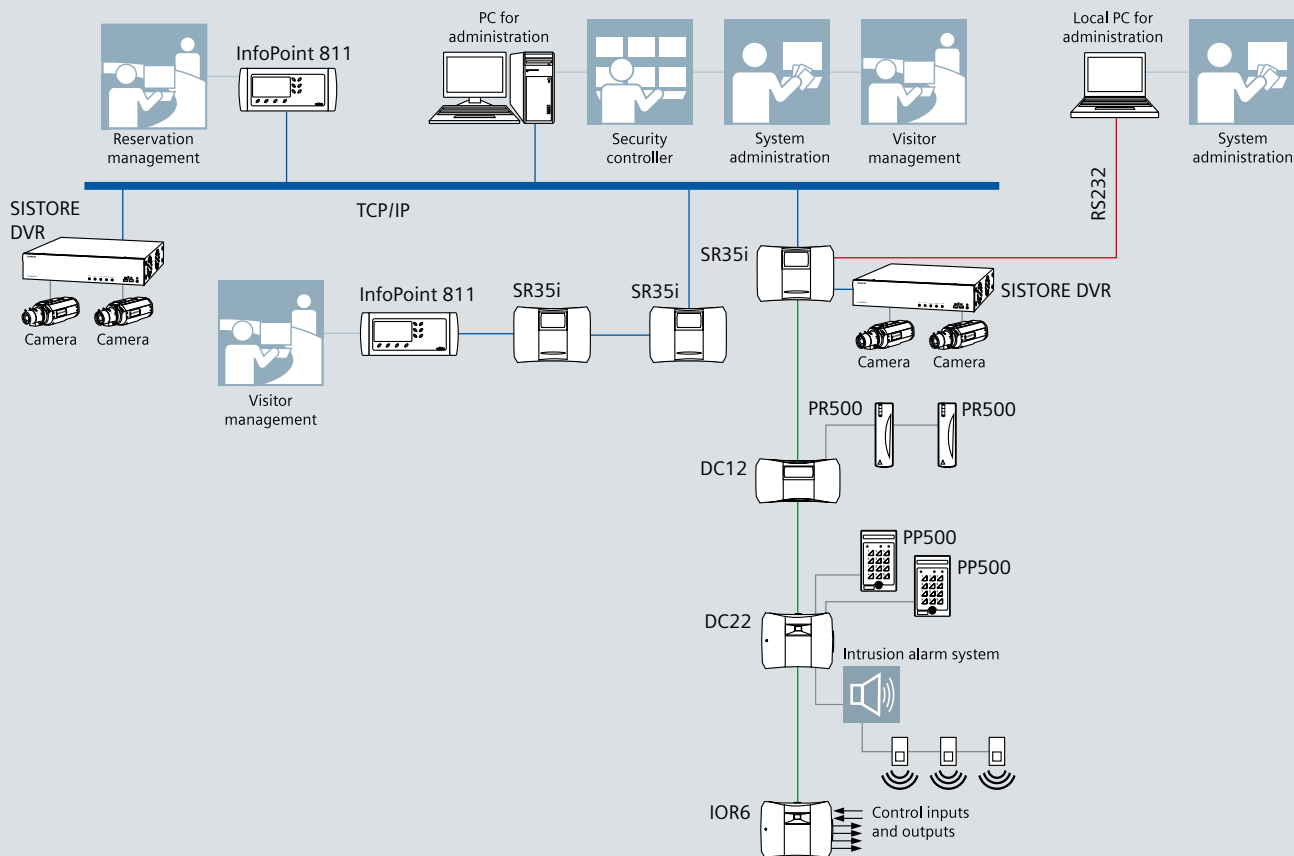 PC for
administration
Local PC for
administration
InfoPoint 811
Reservation
management
Security
controller
System
administration
Visitor
management
System
administration
RS232
TCP/IP
SISTORE
DVR
Camera
Camera
SR35i
SISTORE DVR
Camera
Camera
InfoPoint 811
SR35i
SR35i
Visitor
management
PR500
PR500
DC12
PP500
PP500
DC22
Intrusion alarm system
IOR6
Control inputs
and outputs